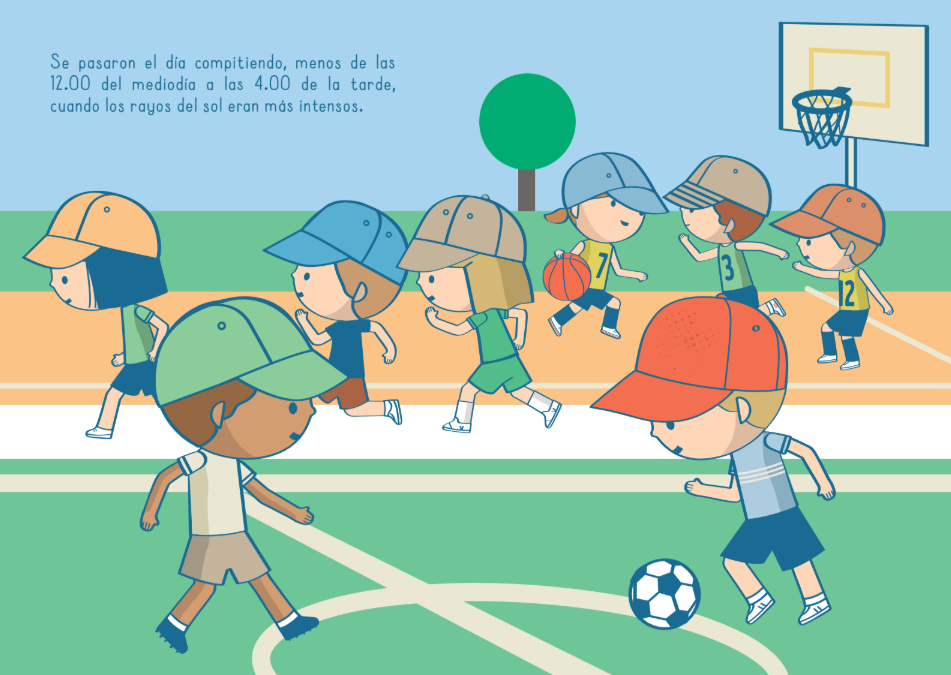 Se pasaron el día compitiendo, menos de las
12.00 del mediodía a las 4.00 de la tarde,
cuando los rayos del sol eran más intensos.
7
3
12